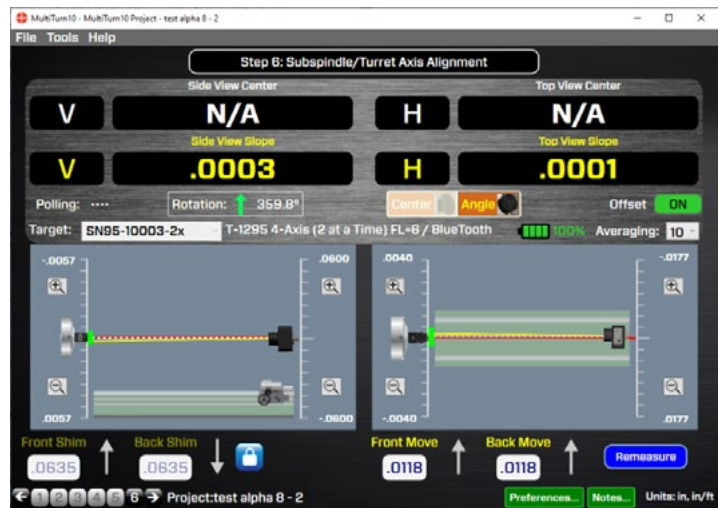 MultiTurn10 - MultiTurn10 Project - test alpha 8 - 2
File Tools Help
Step 6: Subspindle/Turret Axis Alignment
Side View Center Top View Center
V N/A H N/A
Side View Slope Top View Slope
V .0003 H .0001
Polling: ···· Rotation: 359.8° Center Angle Offset ON
Target: SN95-10003-2x T-1295 4-Axis (2 at a Time) FL=6 / BlueTooth 100% Averaging: 10
-.0057 .0600 .0040 -.0177
.0057 -.0600 -.0040 .0177
Front Shim Back Shim Front Move Back Move
.0635 .0635 .0118 .0118 Remeasure
1 2 3 4 5 6 Project:test alpha 8 - 2 Preferences... Notes... Units: in, in/ft